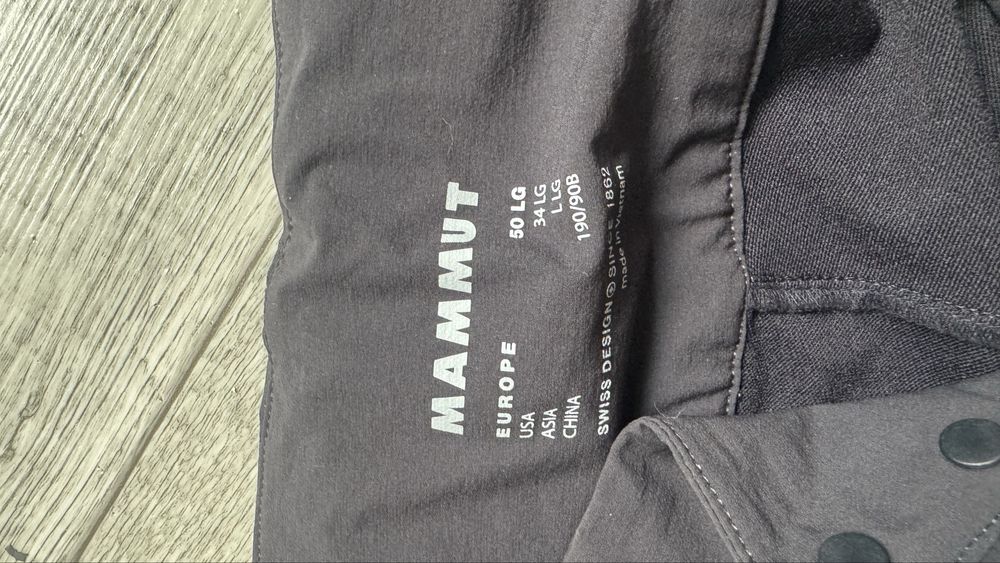 MAMMUT
EUROPE 50 LG
USA 34 LG
ASIA L LG
CHINA 190/90B
SWISS DESIGN SINCE 1862
made in Vietnam